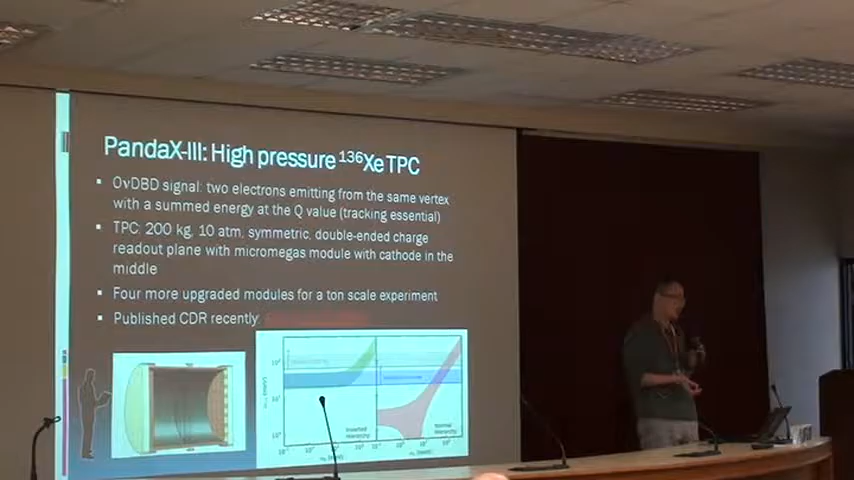 PandaX-III: High pressure ¹³⁶Xe TPC
▪ 0νDBD signal: two electrons emitting from the same vertex
with a summed energy at the Q value (tracking essential)
▪ TPC: 200 kg, 10 atm, symmetric, double-ended charge
readout plane with micromegas module with cathode in the
middle
▪ Four more upgraded modules for a ton scale experiment
▪ Published CDR recently
Inverted
Hierarchy
Normal
Hierarchy